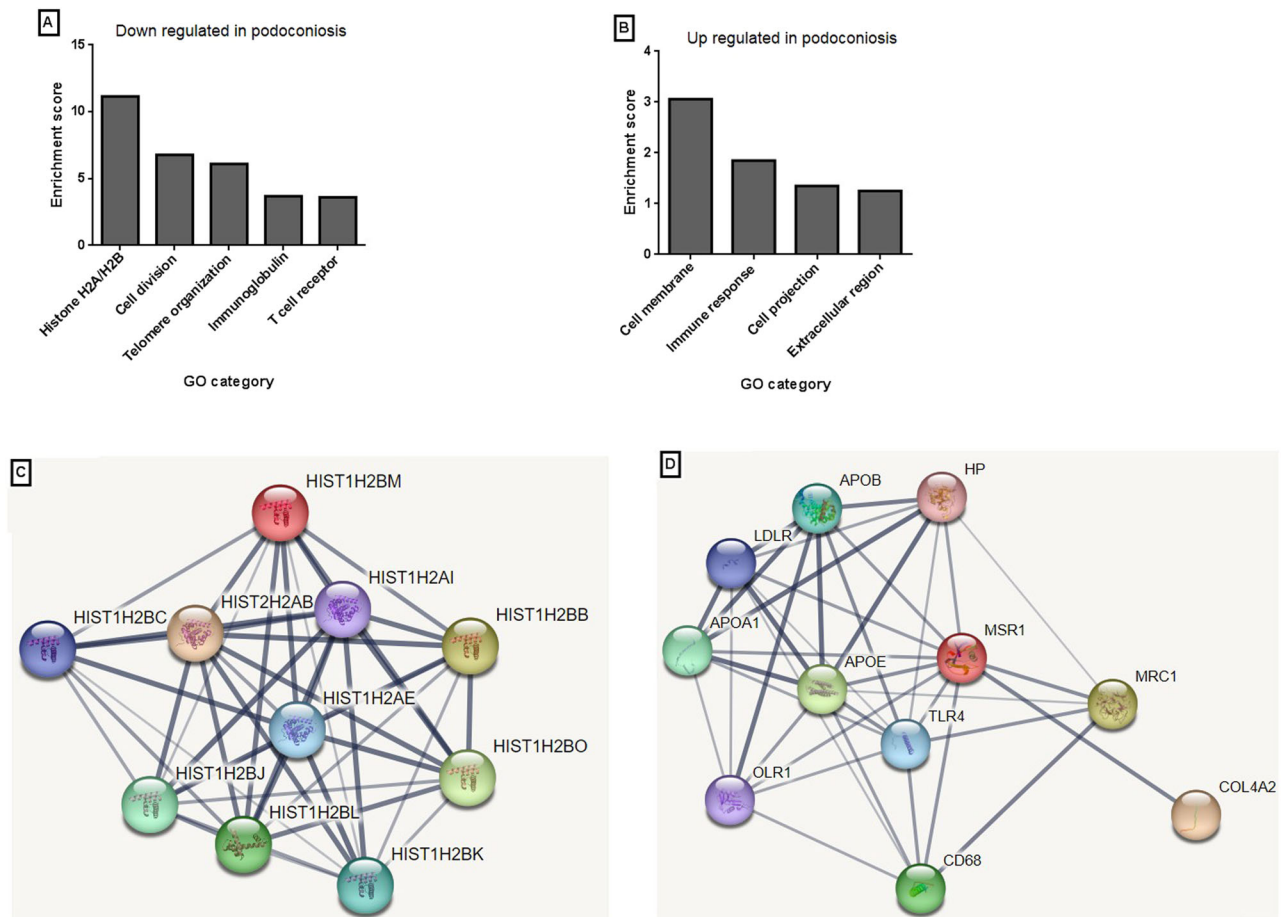 A
Down regulated in podoconiosis
15
10
5
0
Enrichment score
Histone H2A/H2B
Cell division
Telomere organization
Immunoglobulin
T cell receptor
GO category
B
Up regulated in podoconiosis
4
3
2
1
0
Enrichment score
Cell membrane
Immune response
Cell projection
Extracellular region
GO category
C
HIST1H2BM
HIST1H2AI
HIST2H2AB
HIST1H2BC
HIST1H2BB
HIST1H2AE
HIST1H2BO
HIST1H2BJ
HIST1H2BL
HIST1H2BK
D
HP
APOB
LDLR
APOA1
MSR1
APOE
MRC1
TLR4
OLR1
COL4A2
CD68